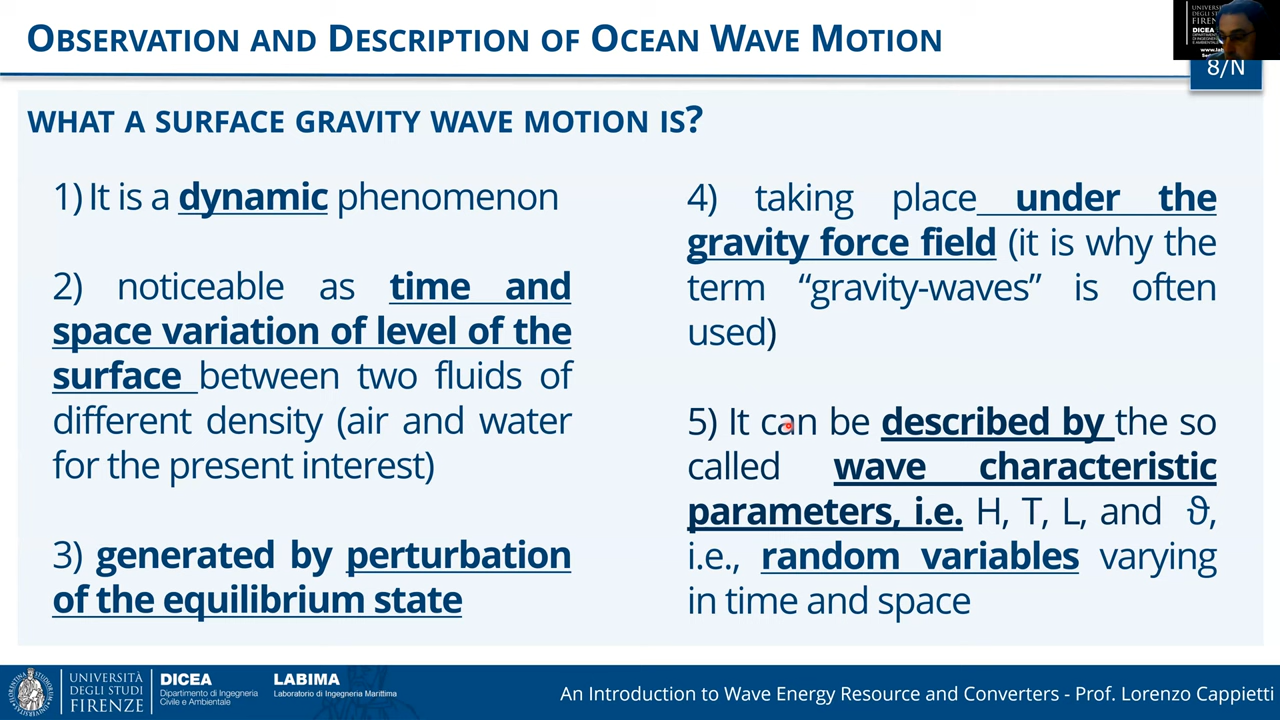 OBSERVATION AND DESCRIPTION OF OCEAN WAVE MOTION
UNIVERSI
DEGLI STU
FIREN
DICEA
8/N
WHAT A SURFACE GRAVITY WAVE MOTION IS?
1) It is a dynamic phenomenon
2) noticeable as time and
space variation of level of the
surface between two fluids of
different density (air and water
for the present interest)
3) generated by perturbation
of the equilibrium state
4) taking place under the
gravity force field (it is why the
term “gravity-waves” is often
used)
5) It can be described by the so
called wave characteristic
parameters, i.e. H, T, L, and ϑ,
i.e., random variables varying
in time and space
UNIVERSITÀ
DEGLI STUDI
FIRENZE
DICEA
Dipartimento di Ingegneria
Civile e Ambientale
LABIMA
Laboratorio di Ingegneria Marittima
An Introduction to Wave Energy Resource and Converters - Prof. Lorenzo Cappietti